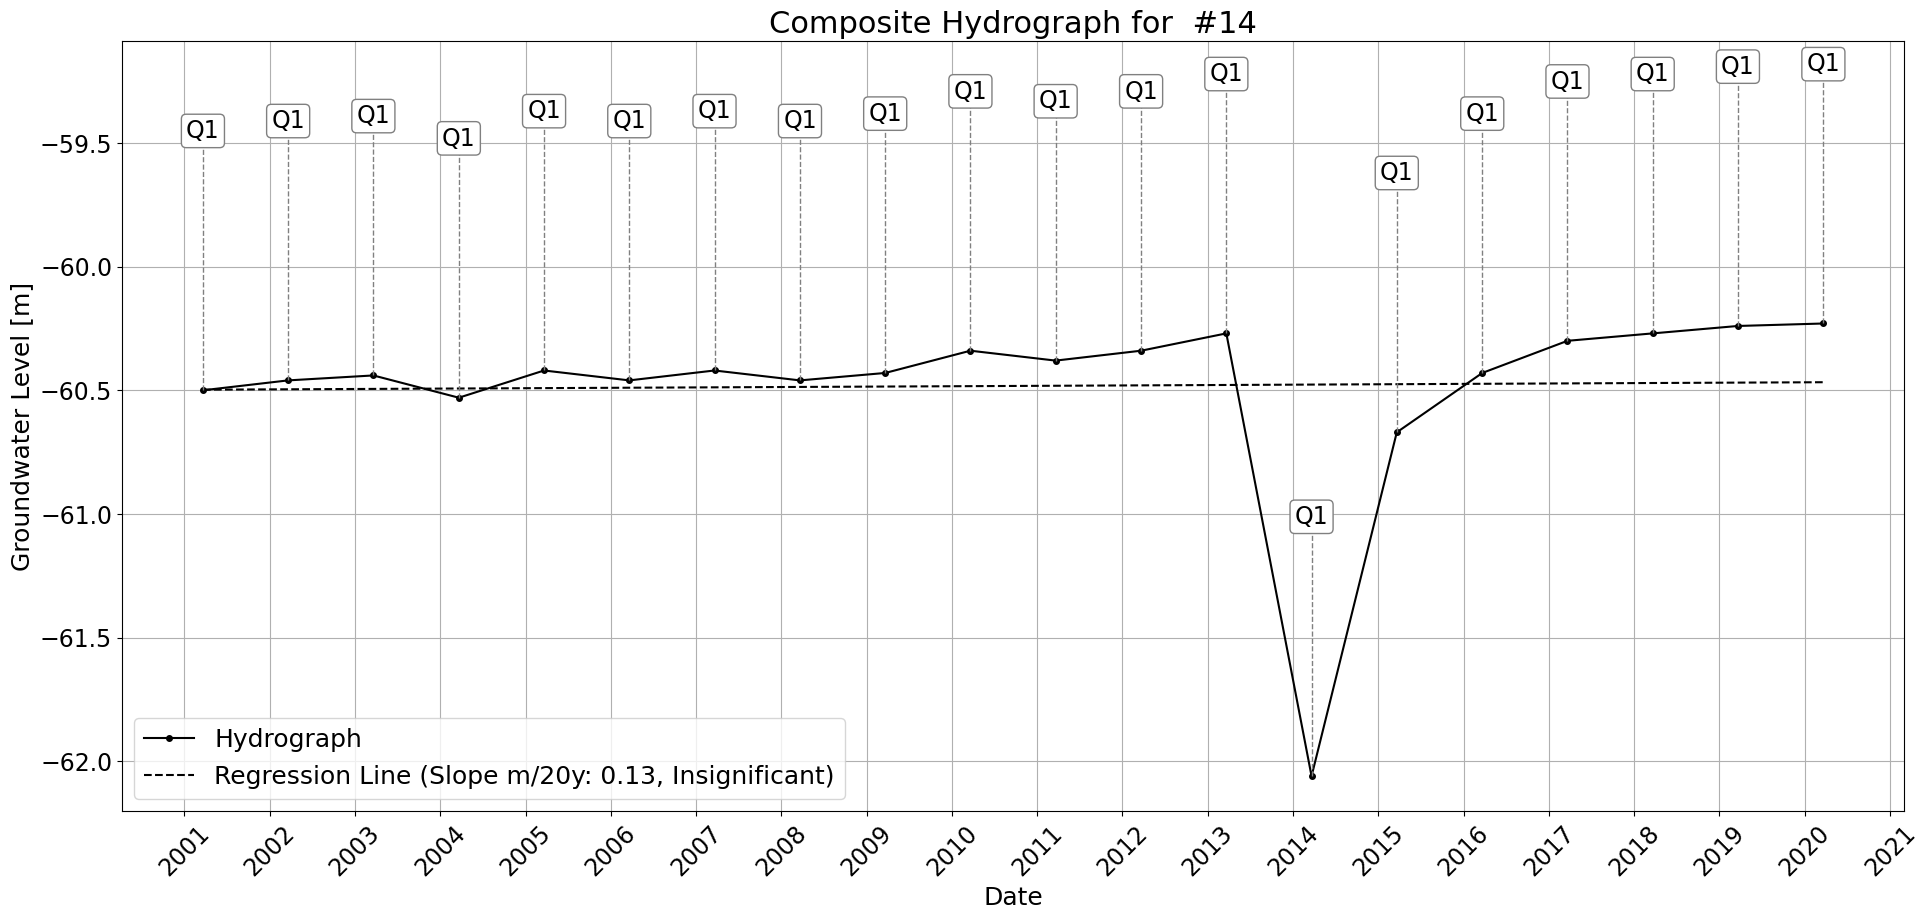 Composite Hydrograph for  #14
Q1 Q1 Q1 Q1 Q1 Q1 Q1 Q1 Q1 Q1 Q1 Q1 Q1 Q1 Q1 Q1 Q1 Q1 Q1 Q1
−59.5
−60.0
−60.5
−61.0
−61.5
−62.0
Groundwater Level [m]
Hydrograph
Regression Line (Slope m/20y: 0.13, Insignificant)
2001 2002 2003 2004 2005 2006 2007 2008 2009 2010 2011 2012 2013 2014 2015 2016 2017 2018 2019 2020 2021
Date